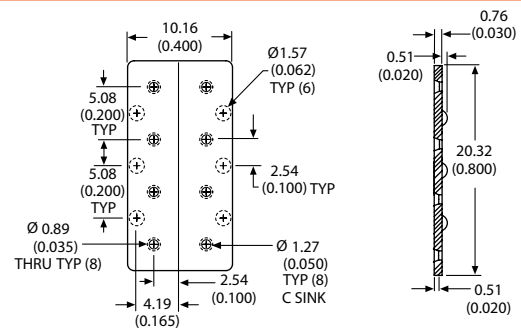 10.16
(0.400)
Ø1.57
(0.062)
TYP (6)
5.08
(0.200)
TYP
5.08
(0.200)
TYP
2.54
(0.100) TYP
Ø 0.89
(0.035)
THRU TYP (8)
Ø 1.27
(0.050)
TYP (8)
C SINK
2.54
(0.100)
4.19
(0.165)
0.76
(0.030)
0.51
(0.020)
20.32
(0.800)
0.51
(0.020)